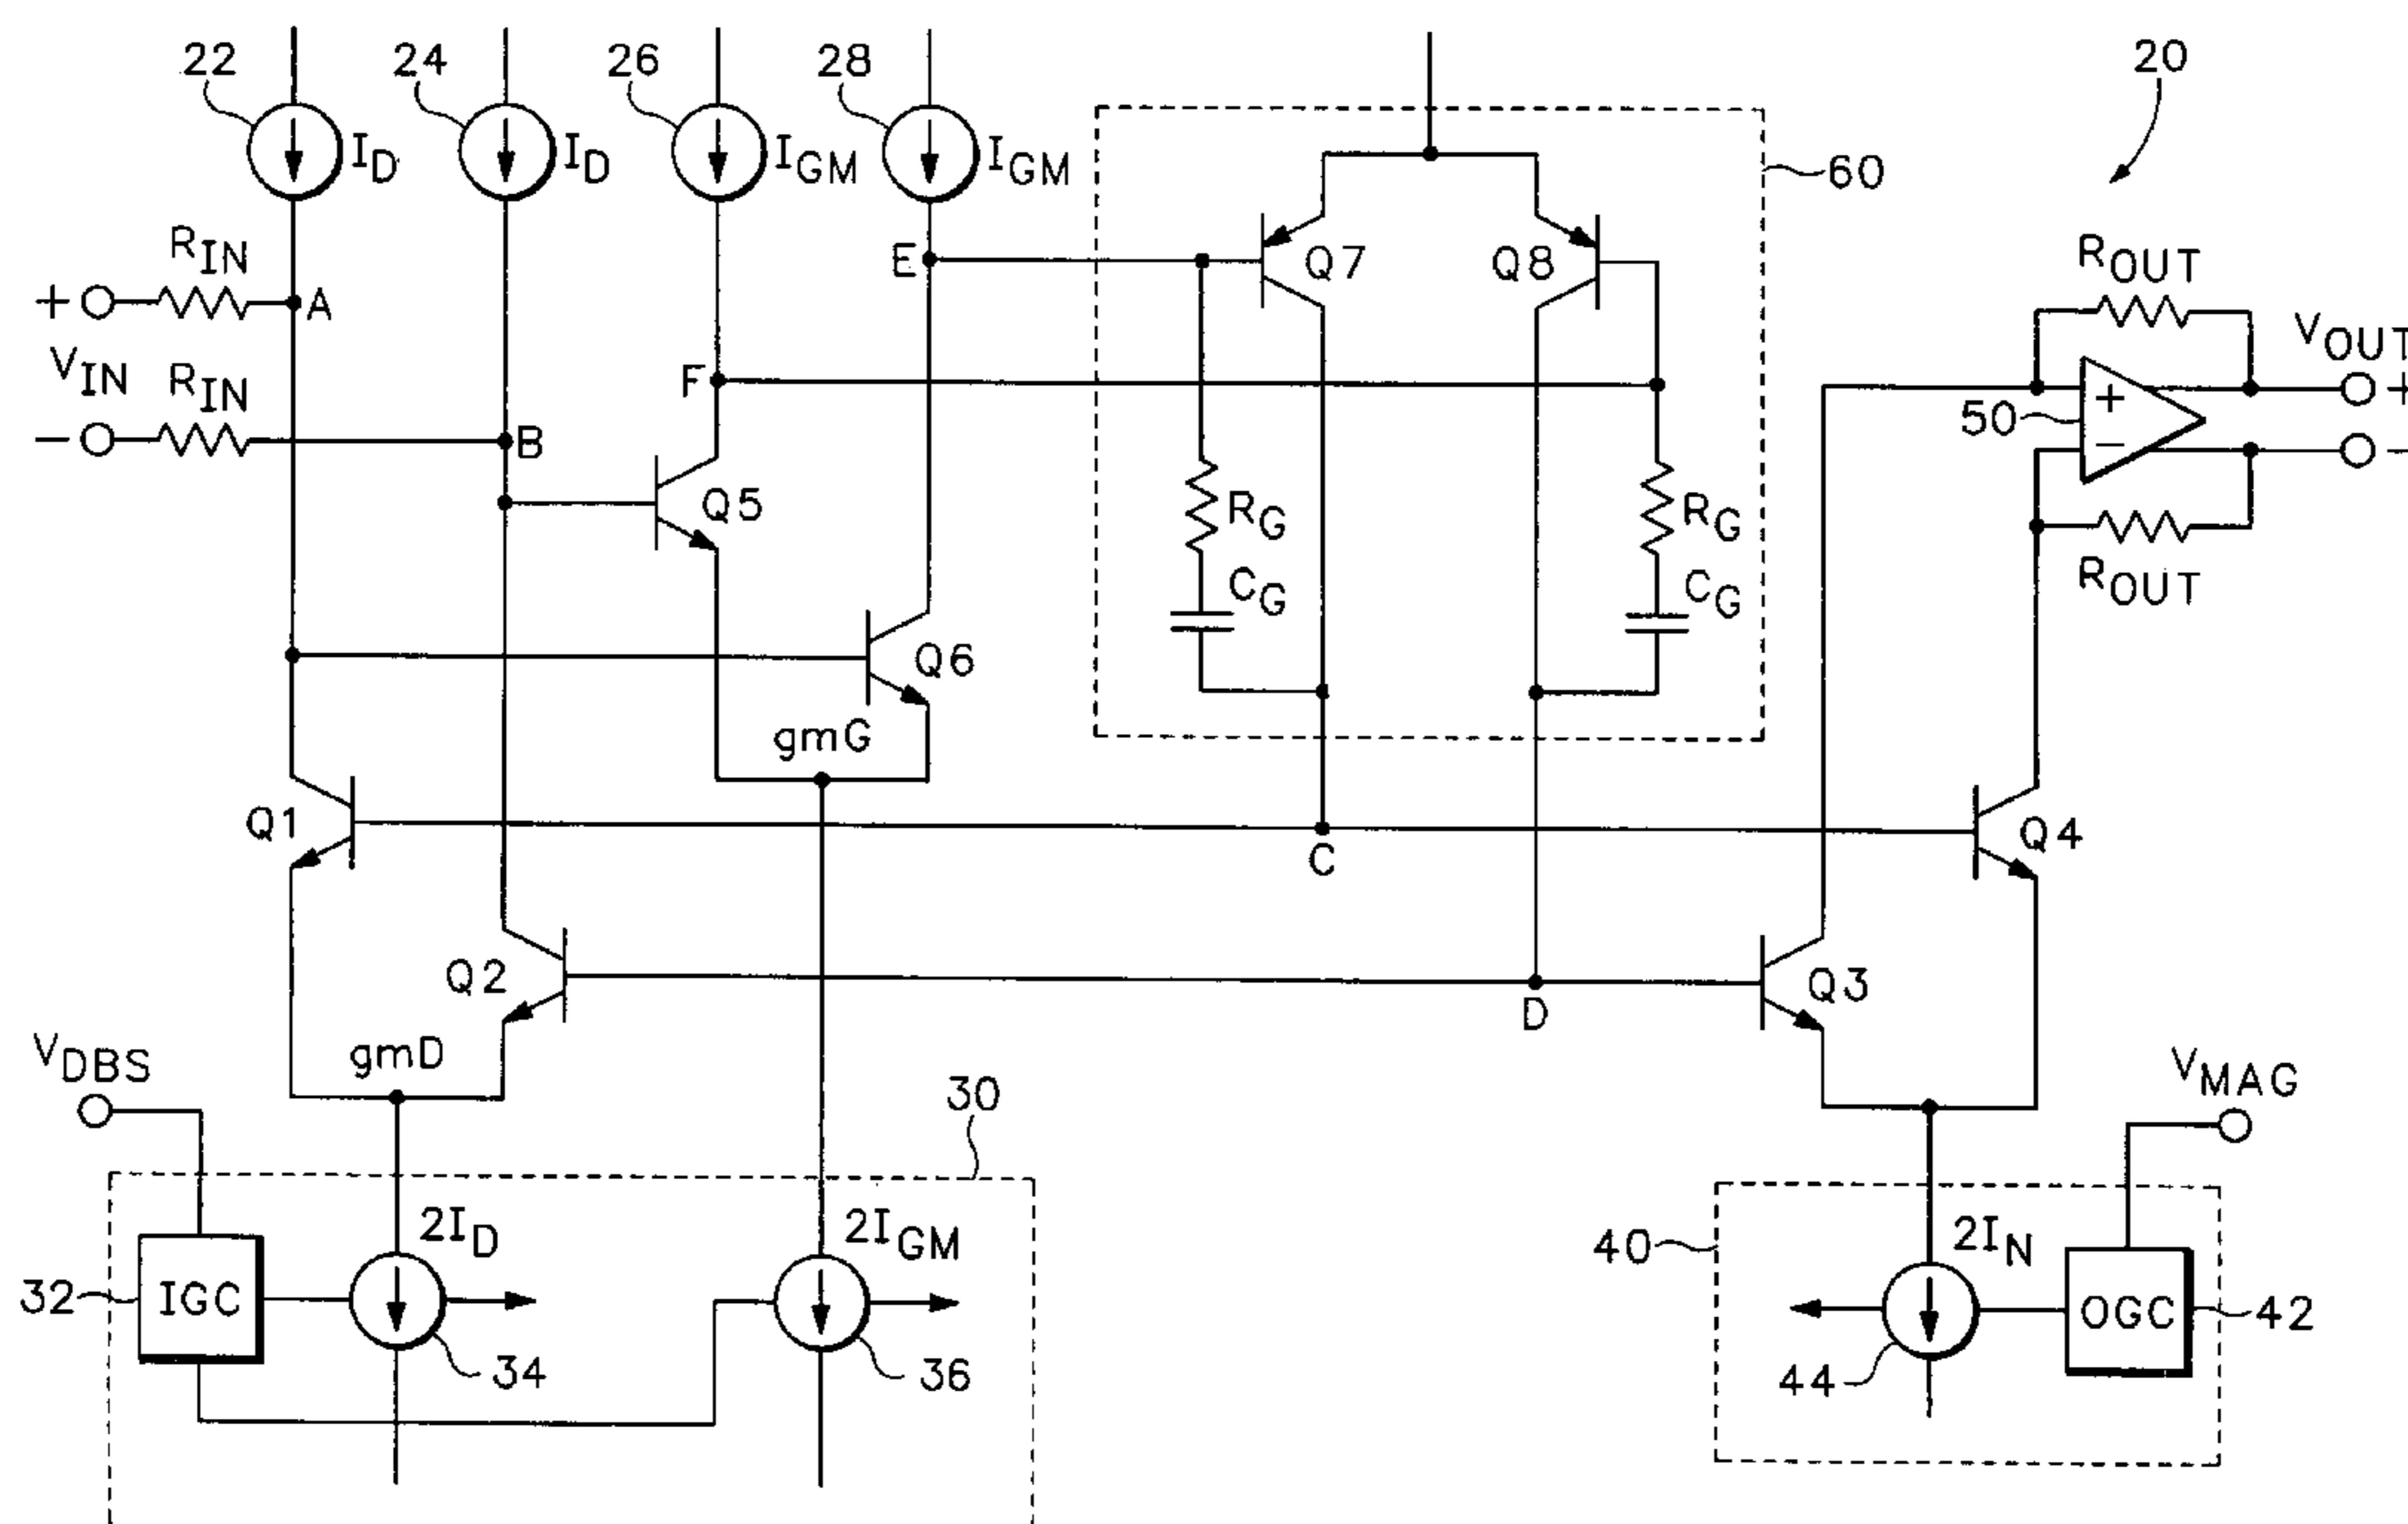 22
24
26
28
20
I_D
I_D
I_GM
I_GM
60
R_IN
E
Q7
Q8
R_OUT
+
A
V_IN
R_IN
F
V_OUT
+
50
+
−
−
B
−
Q5
R_G
R_G
C_G
C_G
R_OUT
Q6
gmG
Q1
C
Q4
Q2
D
Q3
V_DBS
gmD
30
V_MAG
2I_D
2I_GM
40
2I_N
32
IGC
OGC
42
34
36
44